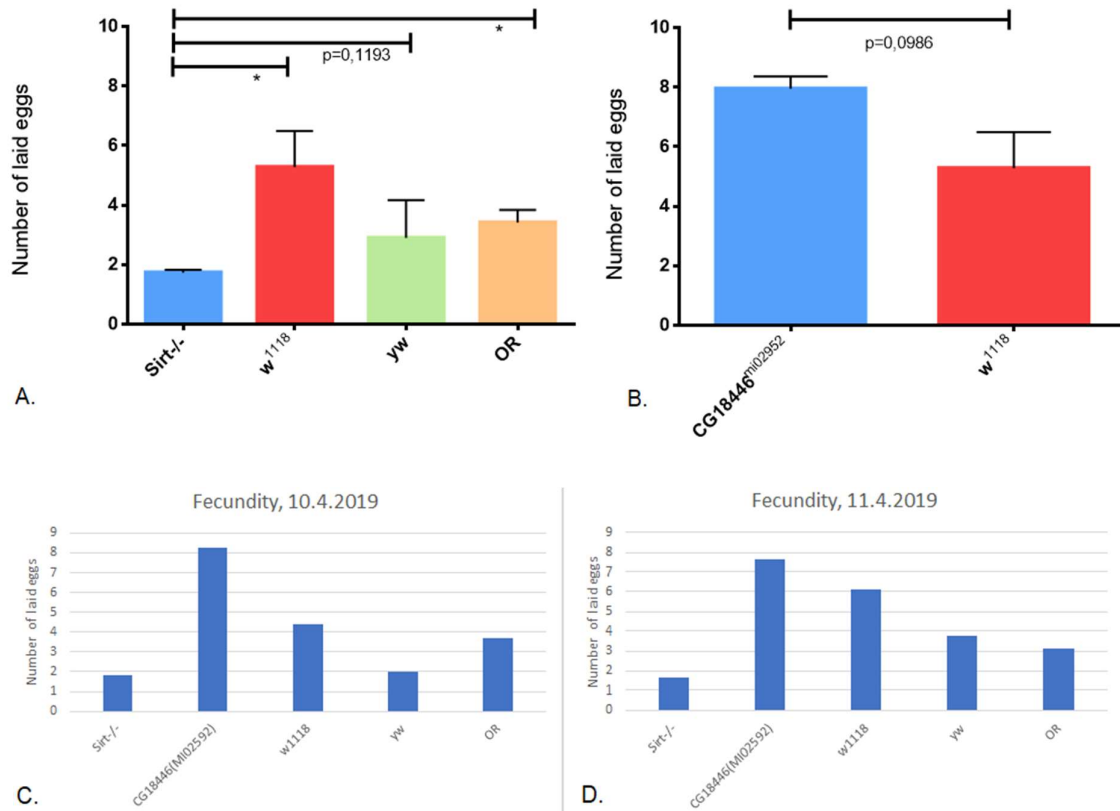 10
8
6
4
2
0
Number of laid eggs
*
p=0,1193
*
Sirt-/-
w1118
yw
OR
A.
10
8
6
4
2
0
Number of laid eggs
p=0,0986
CG18446mi02952
w1118
B.
Fecundity, 10.4.2019
9
8
7
6
5
4
3
2
1
0
Number of laid eggs
Sirt-/-
CG18446(MI02592)
w1118
yw
OR
C.
Fecundity, 11.4.2019
9
8
7
6
5
4
3
2
1
0
Number of laid eggs
Sirt-/-
CG18446(MI02592)
w1118
yw
OR
D.